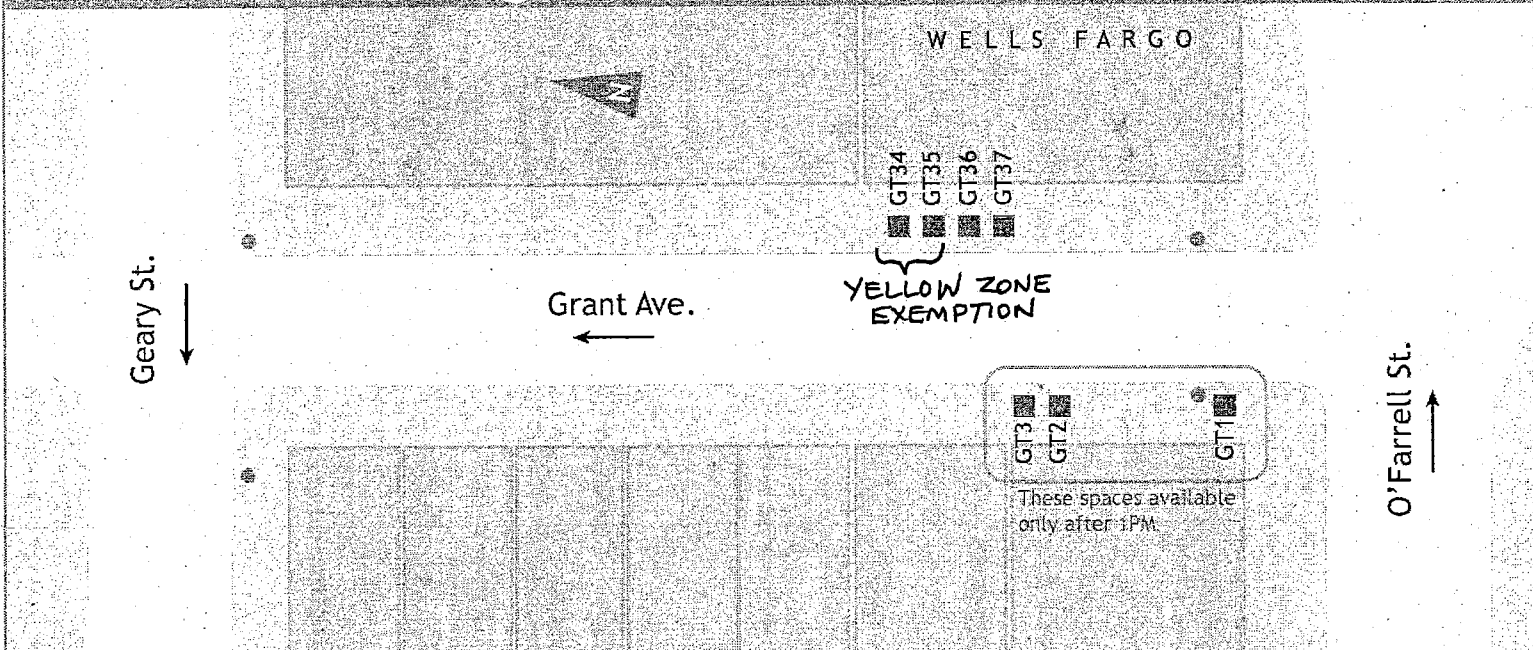 WELLS FARGO
N
GT34
GT35
GT36
GT37
YELLOW ZONE
EXEMPTION
Geary St.
Grant Ave.
O'Farrell St.
GT3
GT2
GT1
These spaces available
only after 1PM